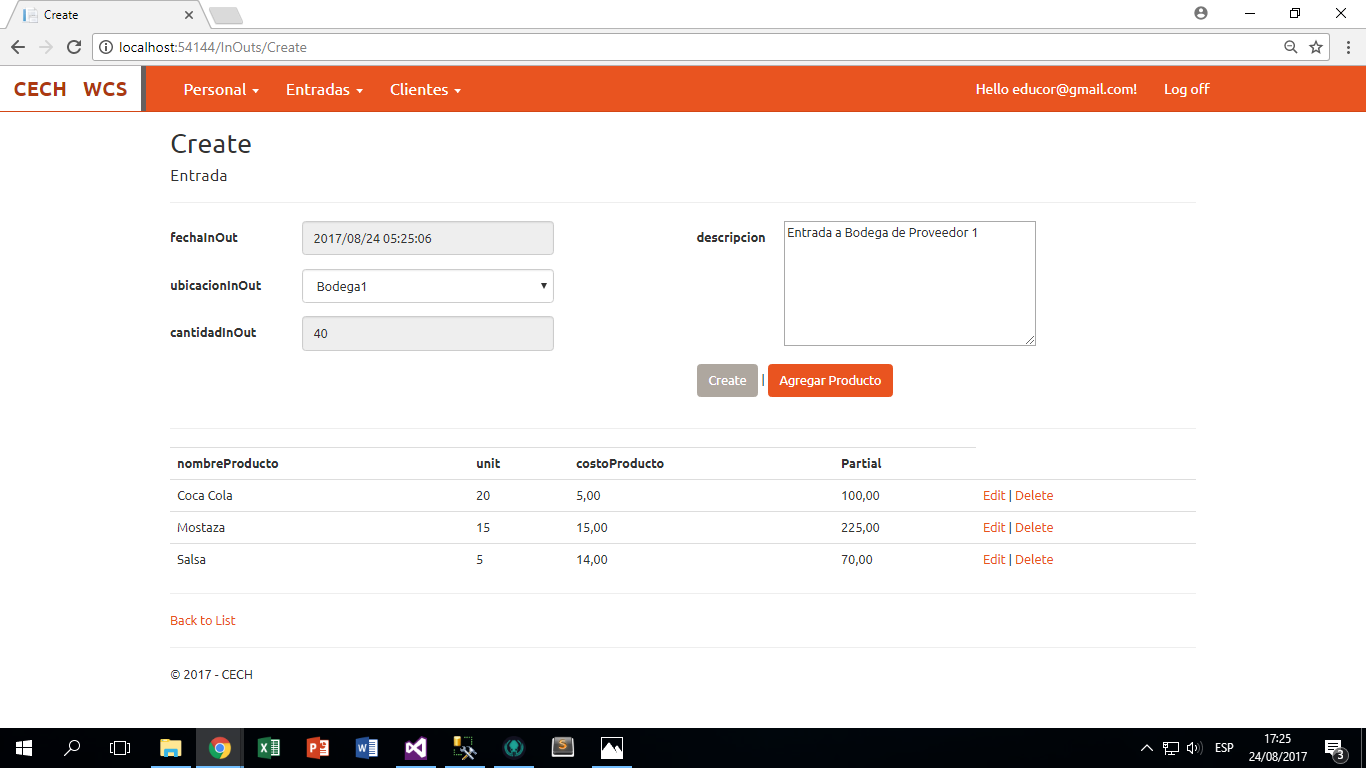 Create
localhost:54144/InOuts/Create
CECH WCS Personal Entradas Clientes Hello educor@gmail.com! Log off
Create
Entrada
fechaInOut 2017/08/24 05:25:06
ubicacionInOut Bodega1
cantidadInOut 40
descripcion Entrada a Bodega de Proveedor 1
Create | Agregar Producto
nombreProducto unit costoProducto Partial
Coca Cola 20 5,00 100,00 Edit | Delete
Mostaza 15 15,00 225,00 Edit | Delete
Salsa 5 14,00 70,00 Edit | Delete
Back to List
© 2017 - CECH
ESP
17:25
24/08/2017
3